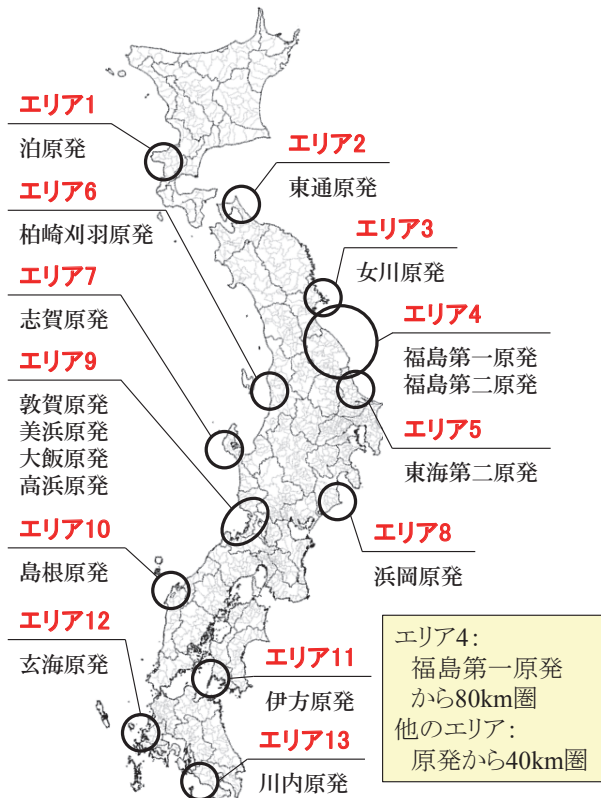 エリア1
泊原発
エリア2
東通原発
エリア6
柏崎刈羽原発
エリア3
女川原発
エリア7
志賀原発
エリア4
福島第一原発
福島第二原発
エリア9
敦賀原発
美浜原発
大飯原発
高浜原発
エリア5
東海第二原発
エリア10
島根原発
エリア8
浜岡原発
エリア12
玄海原発
エリア11
伊方原発
エリア13
川内原発
エリア4:
福島第一原発
から80km圏
他のエリア:
原発から40km圏